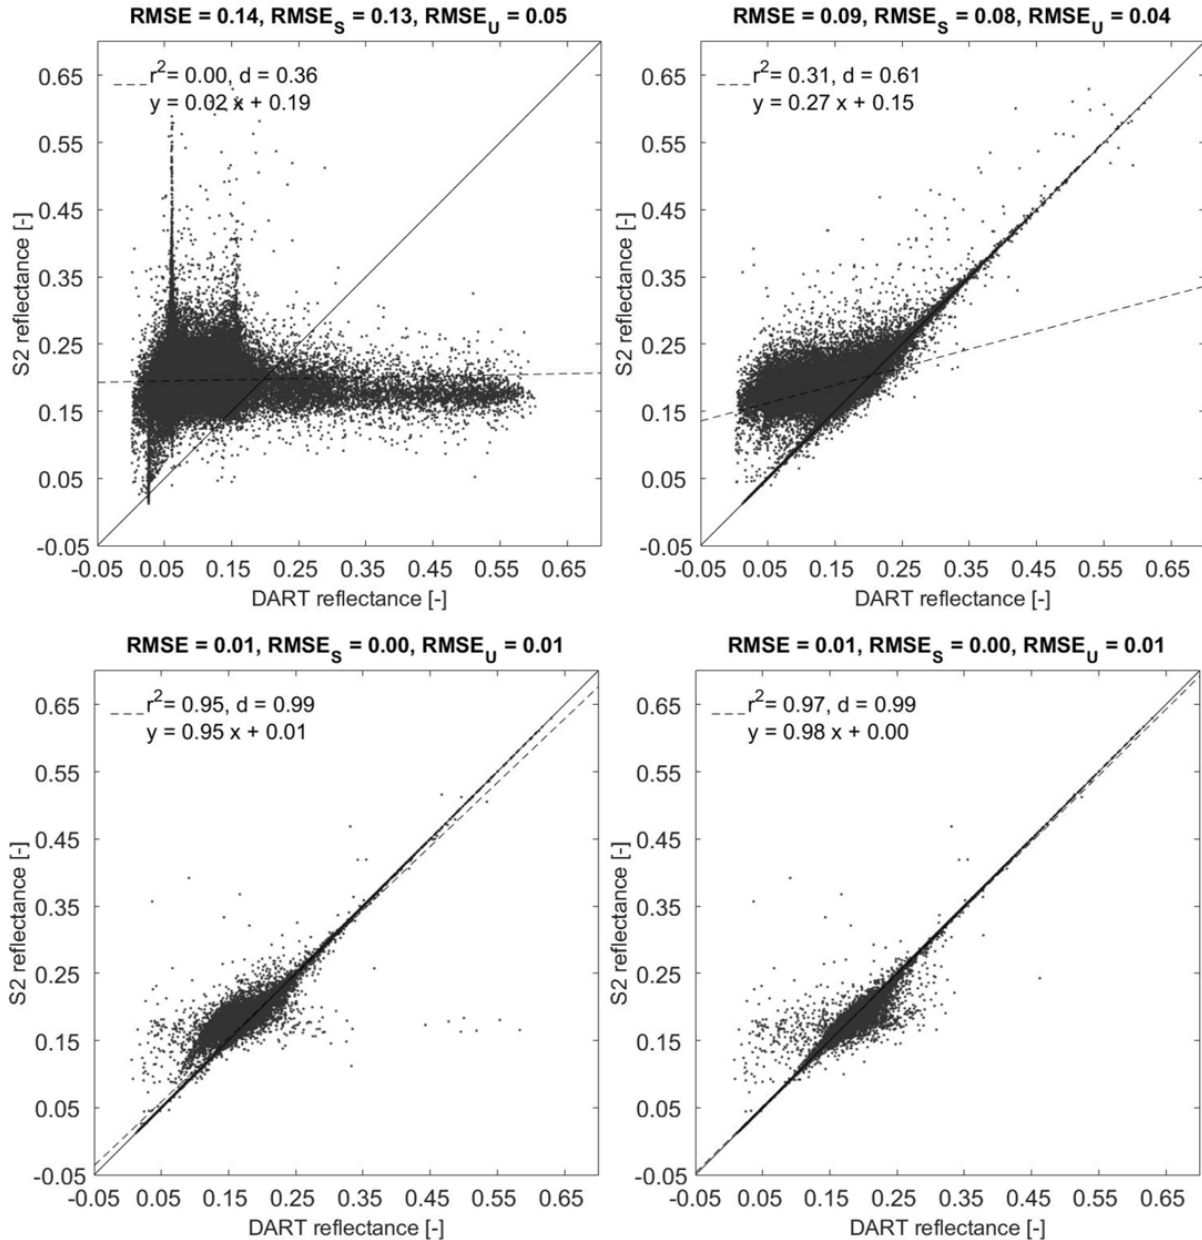 RMSE = 0.14, RMSE_S = 0.13, RMSE_U = 0.05
r^2= 0.00, d = 0.36
y = 0.02 x + 0.19
0.65
0.55
0.45
0.35
0.25
0.15
0.05
-0.05
S2 reflectance [-]
-0.05 0.05 0.15 0.25 0.35 0.45 0.55 0.65
DART reflectance [-]
RMSE = 0.09, RMSE_S = 0.08, RMSE_U = 0.04
r^2= 0.31, d = 0.61
y = 0.27 x + 0.15
0.65
0.55
0.45
0.35
0.25
0.15
0.05
-0.05
S2 reflectance [-]
-0.05 0.05 0.15 0.25 0.35 0.45 0.55 0.65
DART reflectance [-]
RMSE = 0.01, RMSE_S = 0.00, RMSE_U = 0.01
r^2= 0.95, d = 0.99
y = 0.95 x + 0.01
0.65
0.55
0.45
0.35
0.25
0.15
0.05
-0.05
S2 reflectance [-]
-0.05 0.05 0.15 0.25 0.35 0.45 0.55 0.65
DART reflectance [-]
RMSE = 0.01, RMSE_S = 0.00, RMSE_U = 0.01
r^2= 0.97, d = 0.99
y = 0.98 x + 0.00
0.65
0.55
0.45
0.35
0.25
0.15
0.05
-0.05
S2 reflectance [-]
-0.05 0.05 0.15 0.25 0.35 0.45 0.55 0.65
DART reflectance [-]